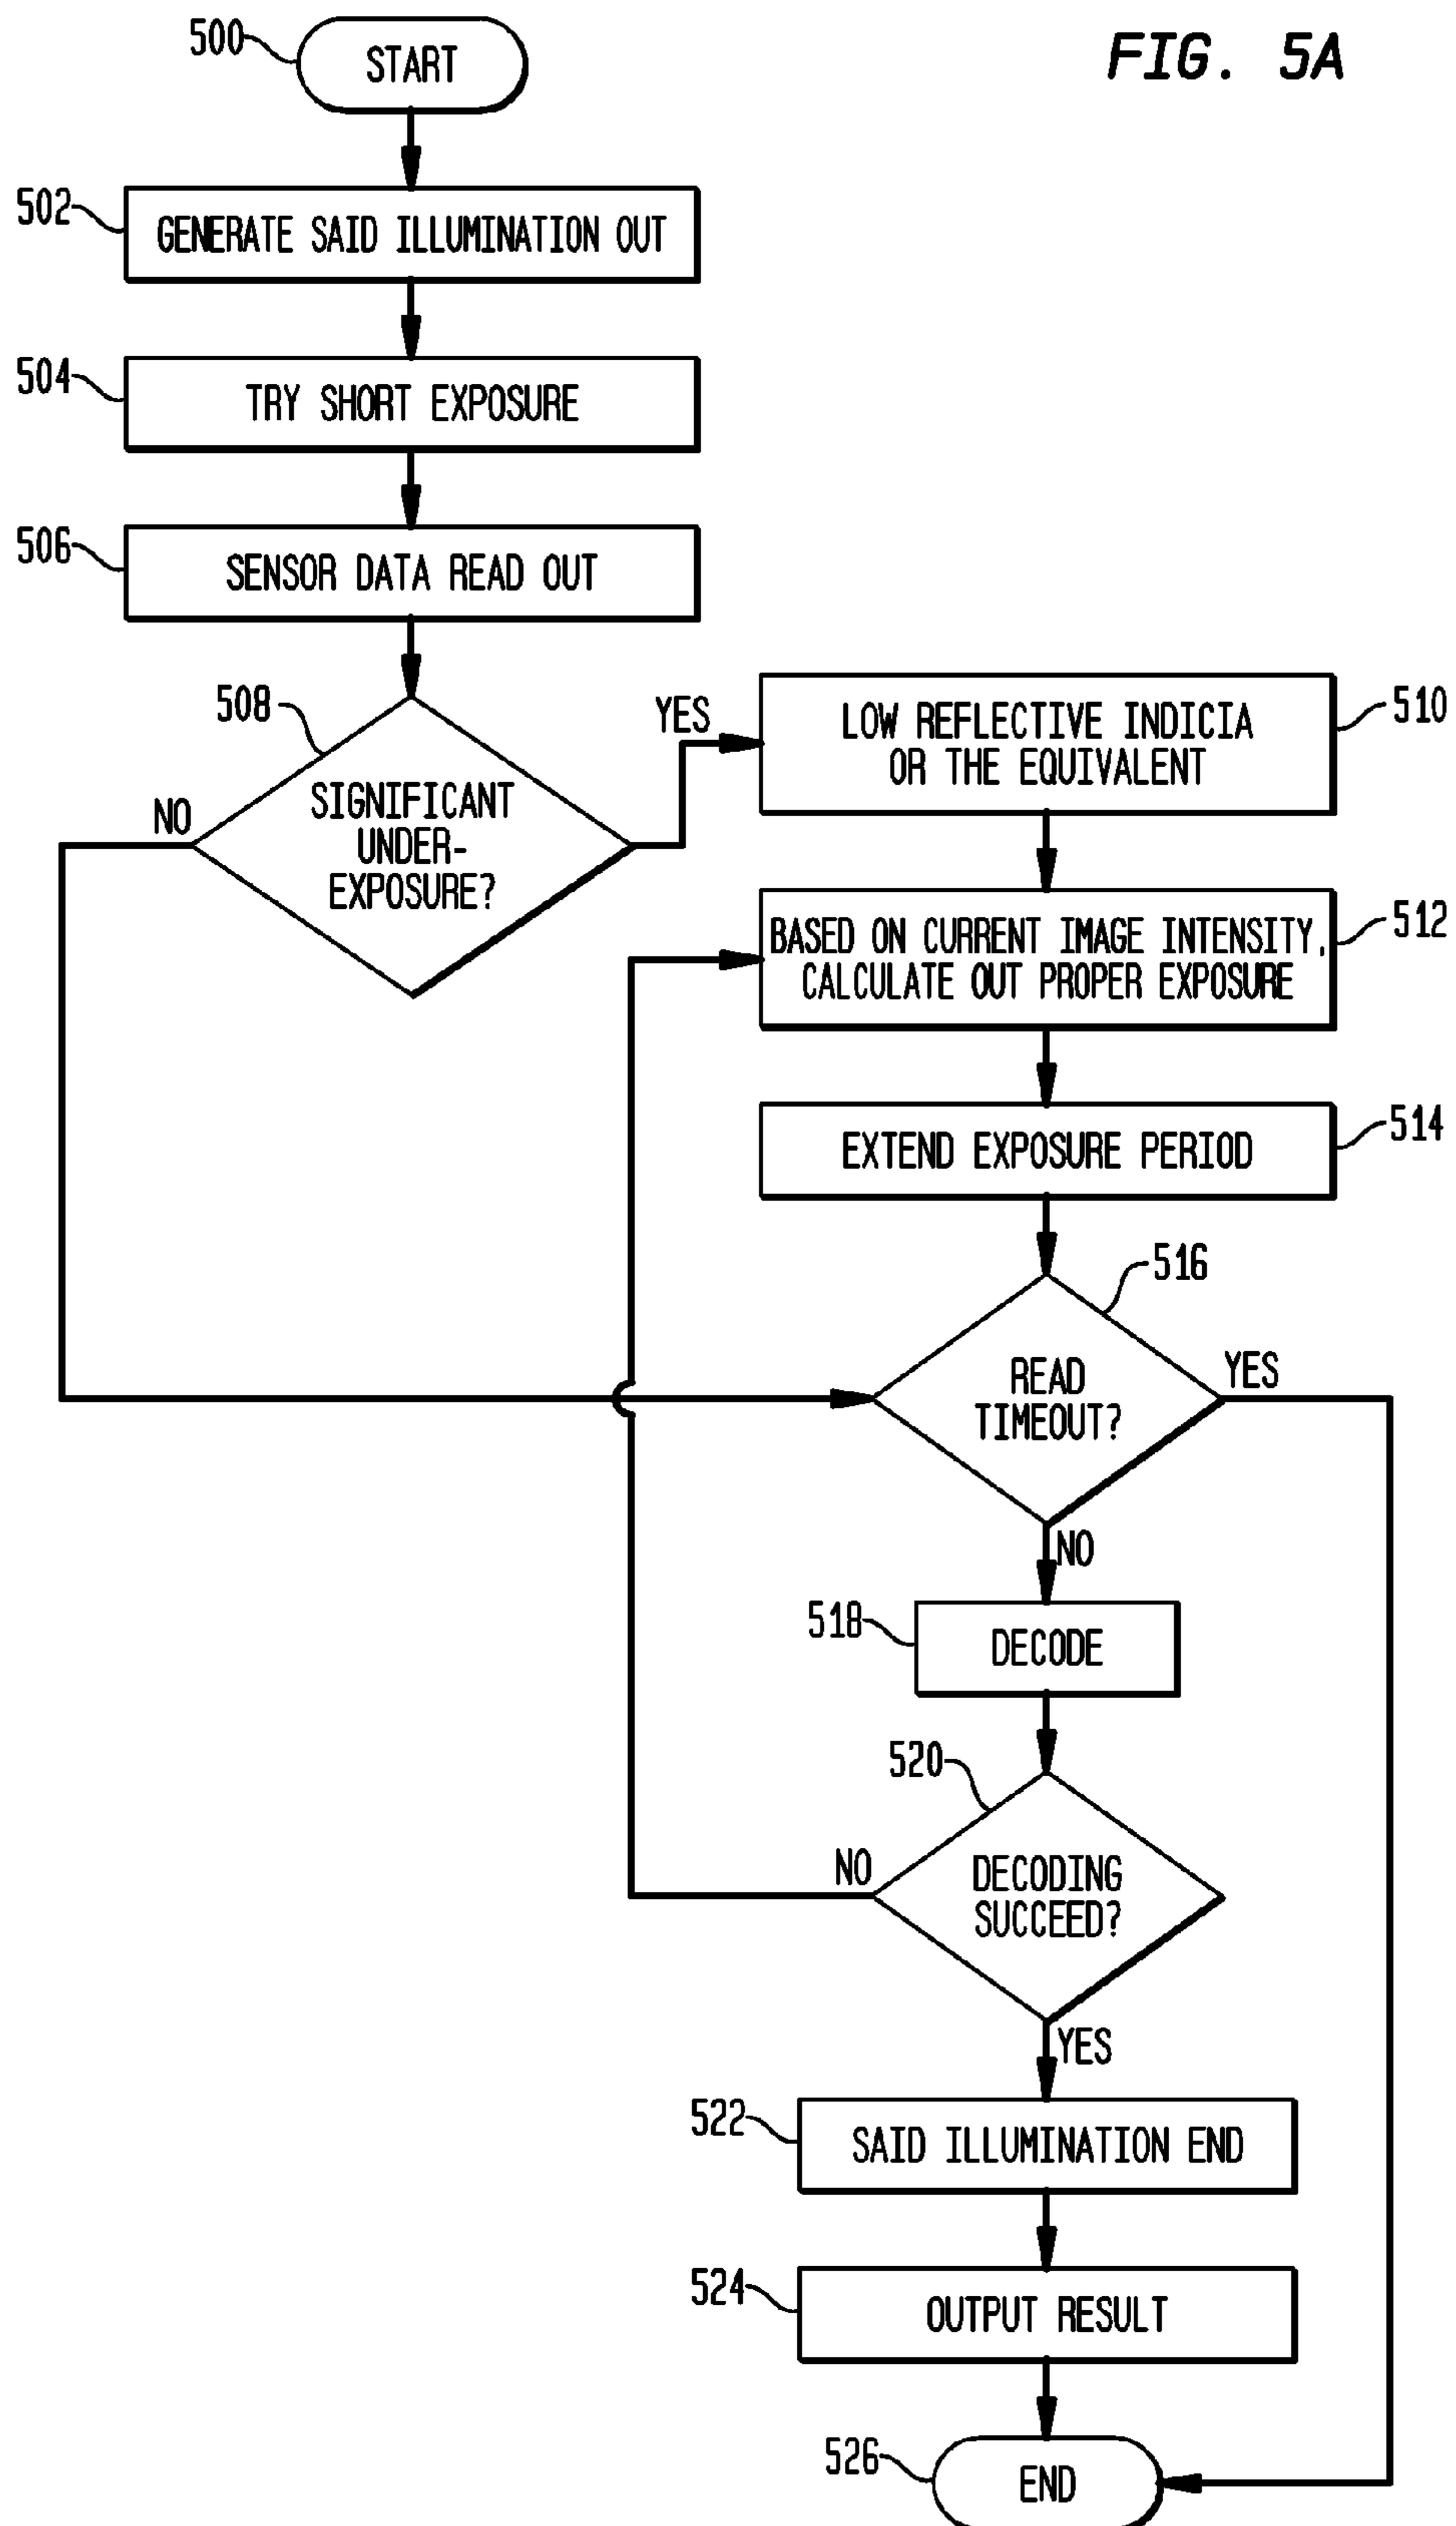 FIG. 5A
500
START
502
GENERATE SAID ILLUMINATION OUT
504
TRY SHORT EXPOSURE
506
SENSOR DATA READ OUT
508
SIGNIFICANT
UNDER-
EXPOSURE?
NO
YES
LOW REFLECTIVE INDICIA
OR THE EQUIVALENT
510
BASED ON CURRENT IMAGE INTENSITY,
CALCULATE OUT PROPER EXPOSURE
512
EXTEND EXPOSURE PERIOD
514
516
READ
TIMEOUT?
YES
NO
518
DECODE
520
DECODING
SUCCEED?
NO
YES
522
SAID ILLUMINATION END
524
OUTPUT RESULT
526
END